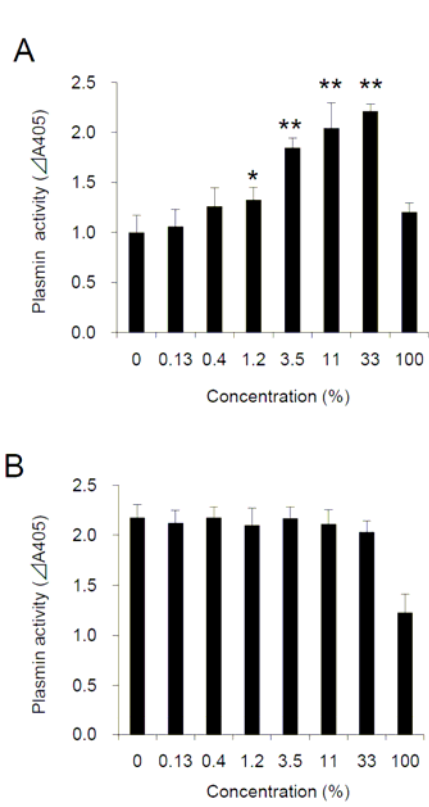 A
Plasmin activity (⊿A405)
2.5
2.0
1.5
1.0
0.5
0.0
*
**
**
**
0 0.13 0.4 1.2 3.5 11 33 100
Concentration (%)
B
Plasmin activity (⊿A405)
2.5
2.0
1.5
1.0
0.5
0.0
0 0.13 0.4 1.2 3.5 11 33 100
Concentration (%)